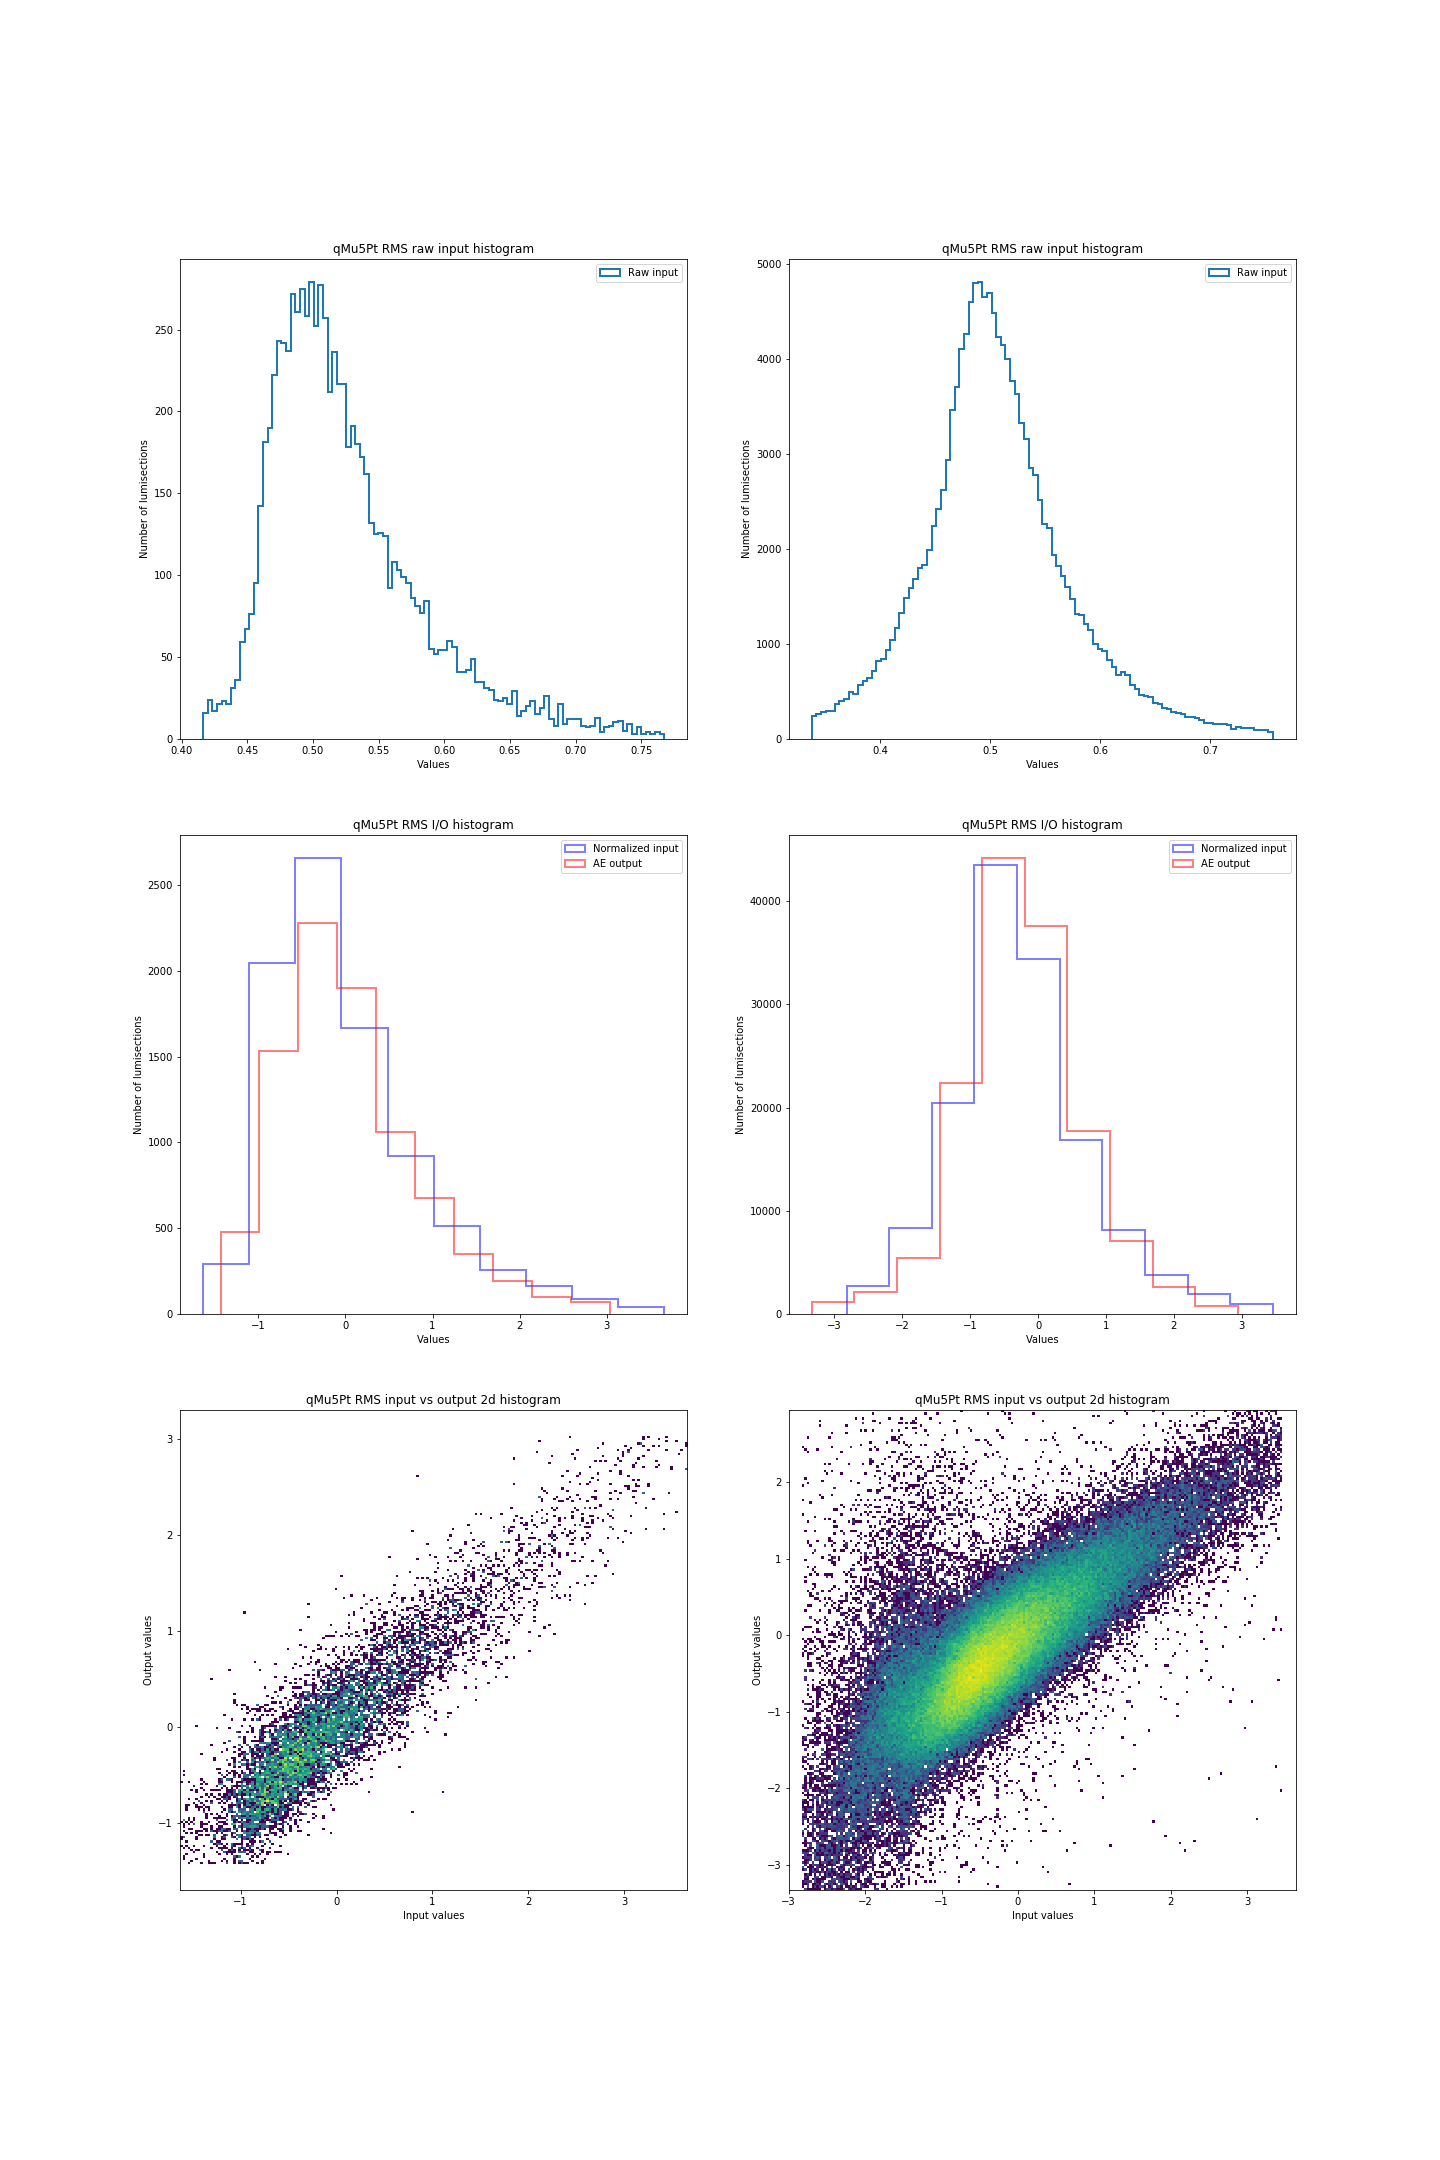 qMu5Pt RMS raw input histogram
Raw input
Number of lumisections
250
200
150
100
50
0
0.40 0.45 0.50 0.55 0.60 0.65 0.70 0.75
Values
qMu5Pt RMS raw input histogram
Raw input
Number of lumisections
5000
4000
3000
2000
1000
0
0.4 0.5 0.6 0.7
Values
qMu5Pt RMS I/O histogram
Normalized input
AE output
Number of lumisections
2500
2000
1500
1000
500
0
−1 0 1 2 3
Values
qMu5Pt RMS I/O histogram
Normalized input
AE output
Number of lumisections
40000
30000
20000
10000
0
−3 −2 −1 0 1 2 3
Values
qMu5Pt RMS input vs output 2d histogram
Output values
3
2
1
0
−1
−1 0 1 2 3
Input values
qMu5Pt RMS input vs output 2d histogram
Output values
2
1
0
−1
−2
−3
−3 −2 −1 0 1 2 3
Input values